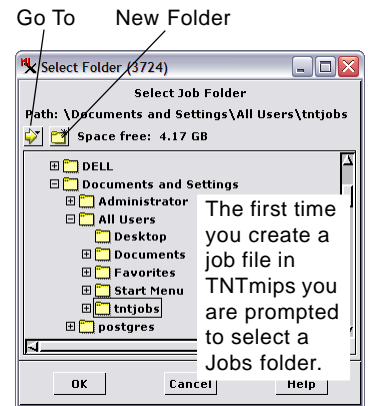 Go To New Folder
Select Folder (3724)
Select Job Folder
Path: \Documents and Settings\All Users\tntjobs
Space free: 4.17 GB
DELL
Documents and Settings
Administrator
All Users
Desktop
Documents
Favorites
Start Menu
tntjobs
postgres
The first time
you create a
job file in
TNTmips you
are prompted
to select a
Jobs folder.
OK Cancel Help